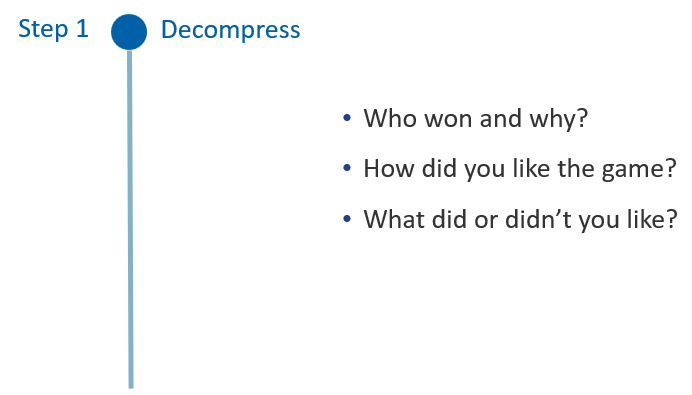 Step 1 Decompress
• Who won and why?
• How did you like the game?
• What did or didn’t you like?